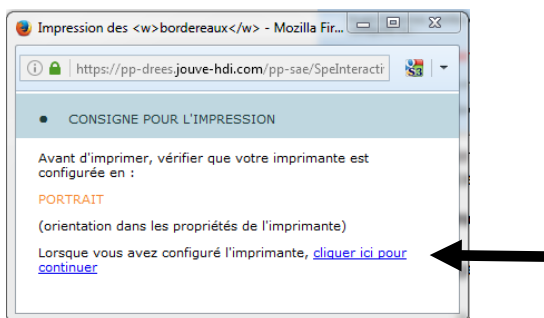 Impression des <w>bordereaux</w> - Mozilla Fir...
https://pp-drees.jouve-hdi.com/pp-sae/SpeInteracti
S3
• CONSIGNE POUR L'IMPRESSION
Avant d'imprimer, vérifier que votre imprimante est
configurée en :
PORTRAIT
(orientation dans les propriétés de l'imprimante)
Lorsque vous avez configuré l'imprimante, cliquer ici pour
continuer